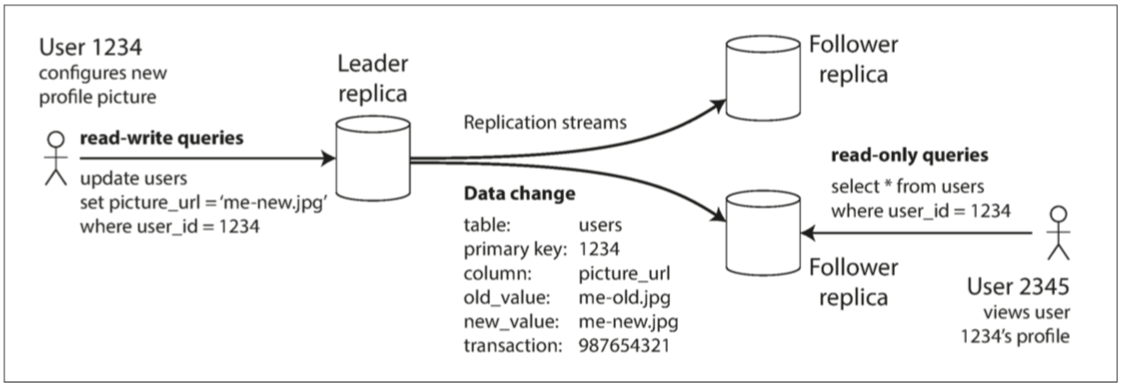 User 1234
configures new
profile picture
read-write queries
update users
set picture_url = ‘me-new.jpg’
where user_id = 1234
Leader
replica
Replication streams
Data change
table: users
primary key: 1234
column: picture_url
old_value: me-old.jpg
new_value: me-new.jpg
transaction: 987654321
Follower
replica
read-only queries
select * from users
where user_id = 1234
Follower
replica
User 2345
views user
1234’s profile